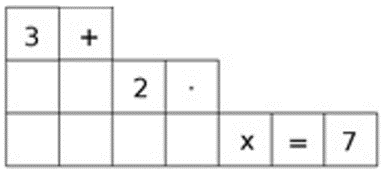 3 +
2 ·
x = 7